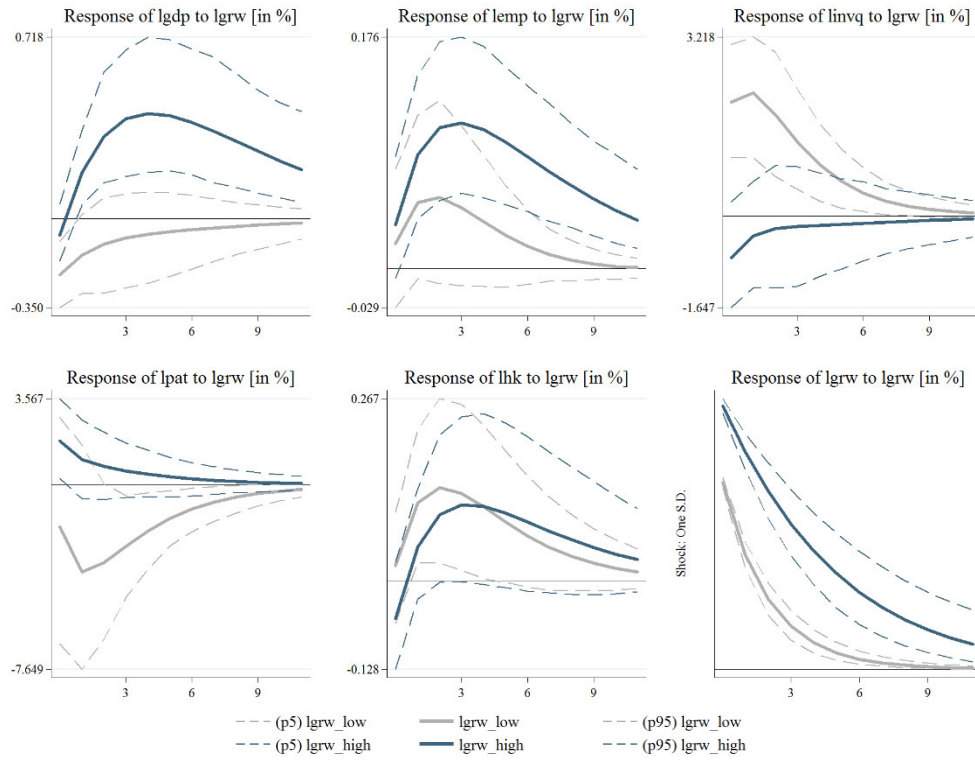 Response of lgdp to lgrw [in %]
0.718
-0.350
3 6 9
Response of lemp to lgrw [in %]
0.176
-0.029
3 6 9
Response of linvq to lgrw [in %]
3.218
-1.647
3 6 9
Response of lpat to lgrw [in %]
3.567
-7.649
3 6 9
Response of lhk to lgrw [in %]
0.267
-0.128
3 6 9
Response of lgrw to lgrw [in %]
Shock: One S.D.
3 6 9
(p5) lgrw_low lgrw_low (p95) lgrw_low
(p5) lgrw_high lgrw_high (p95) lgrw_high